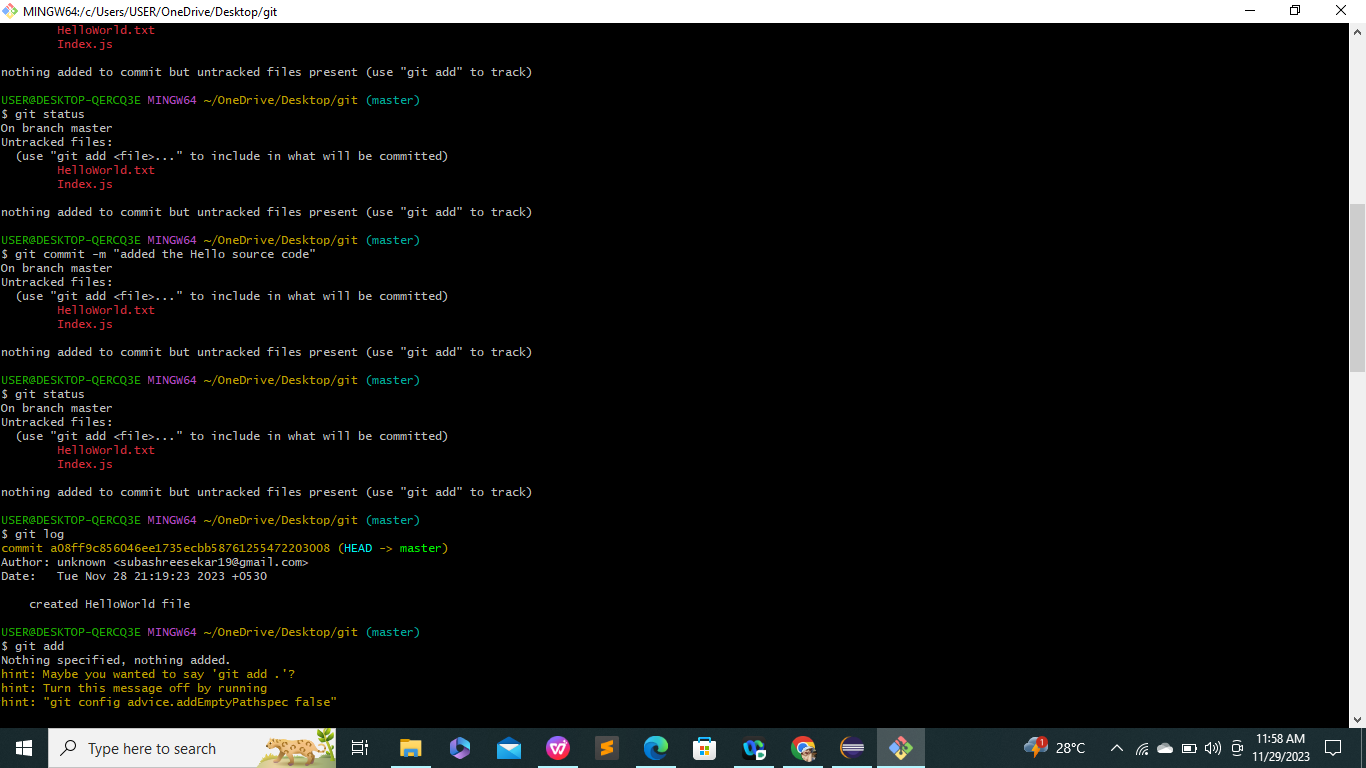 MINGW64:/c/Users/USER/OneDrive/Desktop/git
HelloWorld.txt
Index.js
nothing added to commit but untracked files present (use "git add" to track)
USER@DESKTOP-QERCQ3E MINGW64 ~/OneDrive/Desktop/git (master)
$ git status
On branch master
Untracked files:
(use "git add <file>..." to include in what will be committed)
HelloWorld.txt
Index.js
nothing added to commit but untracked files present (use "git add" to track)
USER@DESKTOP-QERCQ3E MINGW64 ~/OneDrive/Desktop/git (master)
$ git commit -m "added the Hello source code"
On branch master
Untracked files:
(use "git add <file>..." to include in what will be committed)
HelloWorld.txt
Index.js
nothing added to commit but untracked files present (use "git add" to track)
USER@DESKTOP-QERCQ3E MINGW64 ~/OneDrive/Desktop/git (master)
$ git status
On branch master
Untracked files:
(use "git add <file>..." to include in what will be committed)
HelloWorld.txt
Index.js
nothing added to commit but untracked files present (use "git add" to track)
USER@DESKTOP-QERCQ3E MINGW64 ~/OneDrive/Desktop/git (master)
$ git log
commit a08ff9c856046ee1735ecbb58761255472203008 (HEAD -> master)
Author: unknown <subashreesekar19@gmail.com>
Date:   Tue Nov 28 21:19:23 2023 +0530
created HelloWorld file
USER@DESKTOP-QERCQ3E MINGW64 ~/OneDrive/Desktop/git (master)
$ git add
Nothing specified, nothing added.
hint: Maybe you wanted to say 'git add .'?
hint: Turn this message off by running
hint: "git config advice.addEmptyPathspec false"
Type here to search
1
28°C
11:58 AM
11/29/2023